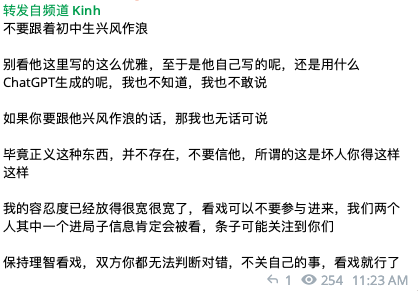 转发自频道 Kinh
不要跟着初中生兴风作浪
别看他这里写的这么优雅，至于是他自己写的呢，还是用什么
ChatGPT生成的呢，我也不知道，我也不敢说
如果你要跟他兴风作浪的话，那我也无话可说
毕竟正义这种东西，并不存在，不要信他，所谓的这是坏人你得这样
这样
我的容忍度已经放得很宽很宽了，看戏可以不要参与进来，我们两个
人其中一个进局子信息肯定会被看，条子可能关注到你们
保持理智看戏，双方你都无法判断对错，不关自己的事，看戏就行了
1 254 11:23 AM